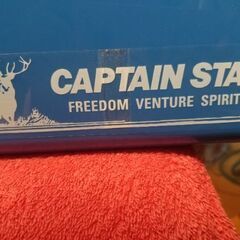 CAPTAIN STA
FREEDOM VENTURE SPIRIT